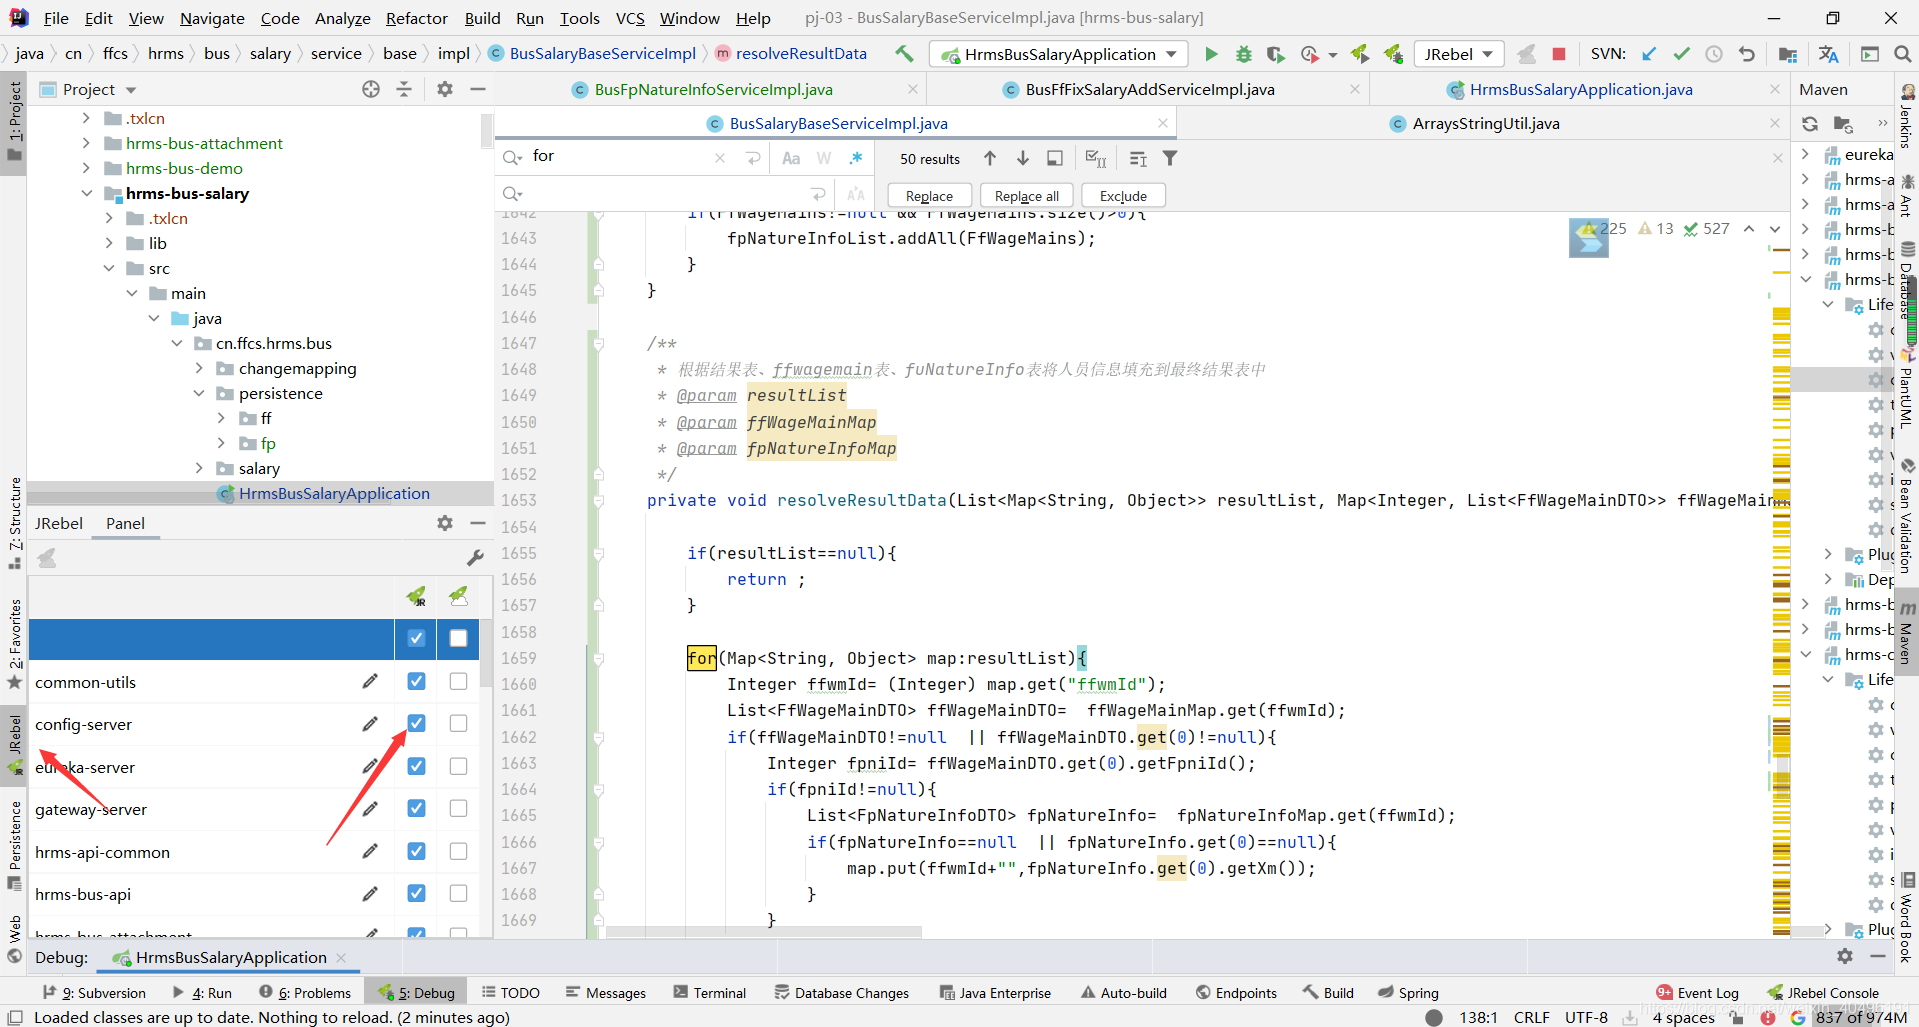 File Edit View Navigate Code Analyze Refactor Build Run Tools VCS Window Help pj-03 - BusSalaryBaseServiceImpl.java [hrms-bus-salary]
java cn ffcs hrms bus salary service base impl BusSalaryBaseServiceImpl resolveResultData HrmsBusSalaryApplication JRebel SVN:
Project BusFpNatureInfoServiceImpl.java BusFfFixSalaryAddServiceImpl.java HrmsBusSalaryApplication.java Maven
BusSalaryBaseServiceImpl.java ArraysStringUtil.java
for Aa W .* 50 results
Replace Replace all Exclude
225 13 527
1: Project
.txlcn
hrms-bus-attachment
hrms-bus-demo
hrms-bus-salary
.txlcn
lib
src
main
java
cn.ffcs.hrms.bus
changemapping
persistence
ff
fp
salary
HrmsBusSalaryApplication
JRebel Panel
common-utils
config-server
eureka-server
gateway-server
hrms-api-common
hrms-bus-api
hrms-bus-attachment
7: Structure
2: Favorites
JRebel
Persistence
Web
1642 if(FfWageMains!=null && FfWageMains.size()>0){
1643 fpNatureInfoList.addAll(FfWageMains);
1644 }
1645 }
1646
1647 /**
1648 * 根据结果表、ffwagemain表、fuNatureInfo表将人员信息填充到最终结果表中
1649 * @param resultList
1650 * @param ffWageMainMap
1651 * @param fpNatureInfoMap
1652 */
1653 private void resolveResultData(List<Map<String, Object>> resultList, Map<Integer, List<FfWageMainDTO>> ffWageMainM
1654
1655 if(resultList==null){
1656 return ;
1657 }
1658
1659 for(Map<String, Object> map:resultList){
1660 Integer ffwmId= (Integer) map.get("ffwmId");
1661 List<FfWageMainDTO> ffWageMainDTO= ffWageMainMap.get(ffwmId);
1662 if(ffWageMainDTO!=null || ffWageMainDTO.get(0)!=null){
1663 Integer fpniId= ffWageMainDTO.get(0).getFpniId();
1664 if(fpniId!=null){
1665 List<FpNatureInfoDTO> fpNatureInfo= fpNatureInfoMap.get(ffwmId);
1666 if(fpNatureInfo==null || fpNatureInfo.get(0)==null){
1667 map.put(ffwmId+"",fpNatureInfo.get(0).getXm());
1668 }
1669 }
eureka
hrms-a
hrms-a
hrms-b
hrms-b
hrms-b
Life
Plug
Dep
hrms-b
hrms-b
hrms-c
Life
Plug
Jenkins
Ant
Database
PlantUML
Bean Validation
Maven
Word Book
Debug: HrmsBusSalaryApplication
9: Subversion 4: Run 6: Problems 5: Debug TODO Messages Terminal Database Changes Java Enterprise Auto-build Endpoints Build Spring 9+ Event Log JRebel Console
Loaded classes are up to date. Nothing to reload. (2 minutes ago) 138:1 CRLF UTF-8 4 spaces 837 of 974M